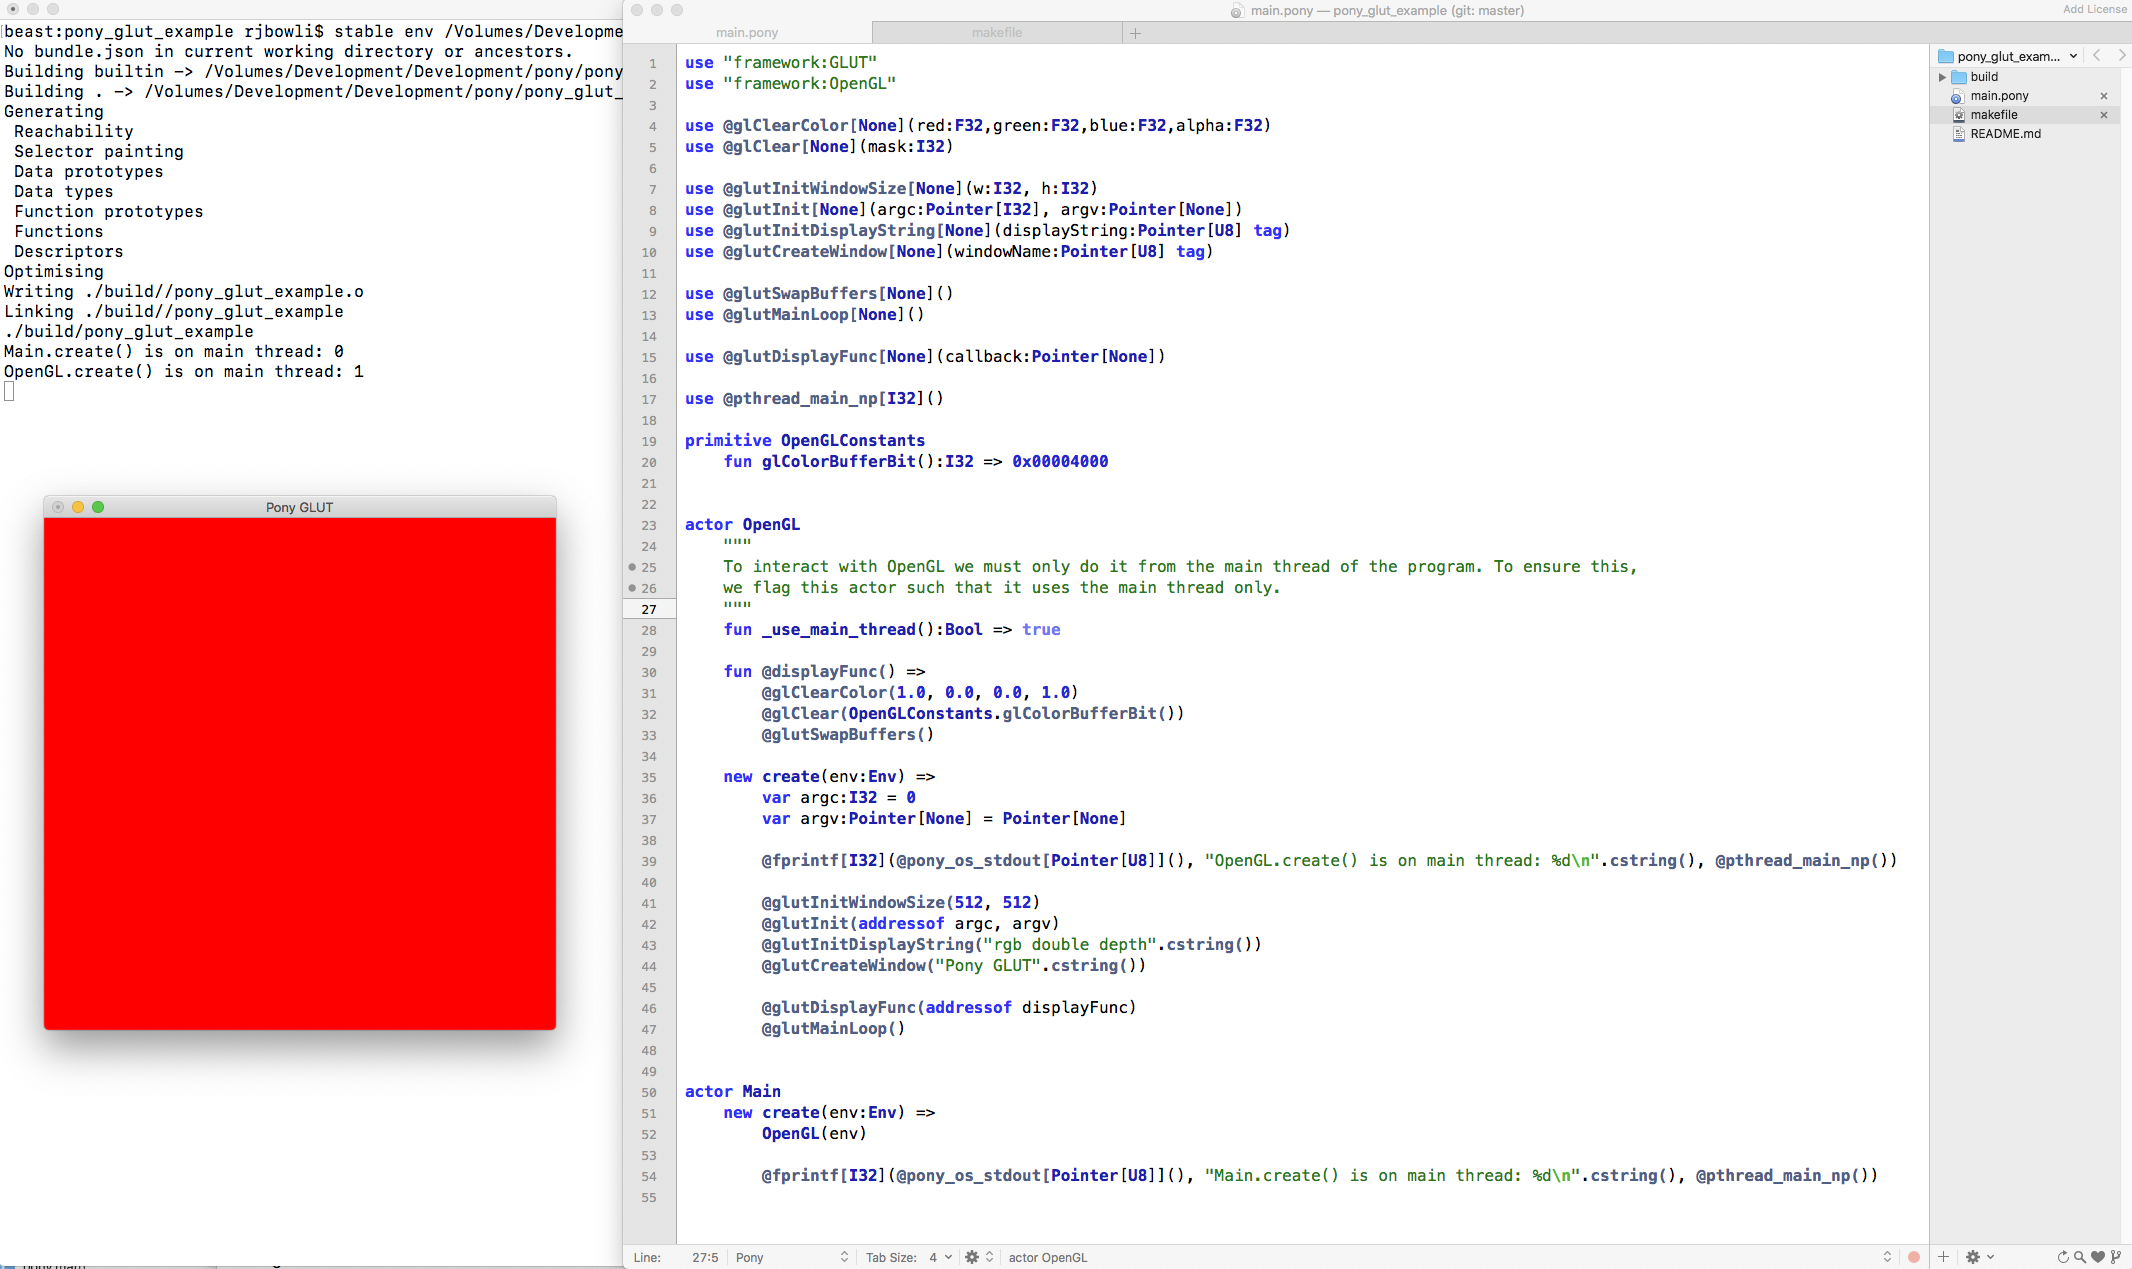 beast:pony_glut_example rjbowli$ stable env /Volumes/Developme
No bundle.json in current working directory or ancestors.
Building builtin -> /Volumes/Development/Development/pony/pony
Building . -> /Volumes/Development/Development/pony/pony_glut_
Generating
Reachability
Selector painting
Data prototypes
Data types
Function prototypes
Functions
Descriptors
Optimising
Writing ./build//pony_glut_example.o
Linking ./build//pony_glut_example
./build/pony_glut_example
Main.create() is on main thread: 0
OpenGL.create() is on main thread: 1
Pony GLUT
main.pony — pony_glut_example (git: master)
Add License
main.pony
makefile
1 use "framework:GLUT"
2 use "framework:OpenGL"
3
4 use @glClearColor[None](red:F32,green:F32,blue:F32,alpha:F32)
5 use @glClear[None](mask:I32)
6
7 use @glutInitWindowSize[None](w:I32, h:I32)
8 use @glutInit[None](argc:Pointer[I32], argv:Pointer[None])
9 use @glutInitDisplayString[None](displayString:Pointer[U8] tag)
10 use @glutCreateWindow[None](windowName:Pointer[U8] tag)
11
12 use @glutSwapBuffers[None]()
13 use @glutMainLoop[None]()
14
15 use @glutDisplayFunc[None](callback:Pointer[None])
16
17 use @pthread_main_np[I32]()
18
19 primitive OpenGLConstants
20 fun glColorBufferBit():I32 => 0x00004000
21
22
23 actor OpenGL
24 """
25 To interact with OpenGL we must only do it from the main thread of the program. To ensure this,
26 we flag this actor such that it uses the main thread only.
27 """
28 fun _use_main_thread():Bool => true
29
30 fun @displayFunc() =>
31 @glClearColor(1.0, 0.0, 0.0, 1.0)
32 @glClear(OpenGLConstants.glColorBufferBit())
33 @glutSwapBuffers()
34
35 new create(env:Env) =>
36 var argc:I32 = 0
37 var argv:Pointer[None] = Pointer[None]
38
39 @fprintf[I32](@pony_os_stdout[Pointer[U8]](), "OpenGL.create() is on main thread: %d\n".cstring(), @pthread_main_np())
40
41 @glutInitWindowSize(512, 512)
42 @glutInit(addressof argc, argv)
43 @glutInitDisplayString("rgb double depth".cstring())
44 @glutCreateWindow("Pony GLUT".cstring())
45
46 @glutDisplayFunc(addressof displayFunc)
47 @glutMainLoop()
48
49
50 actor Main
51 new create(env:Env) =>
52 OpenGL(env)
53
54 @fprintf[I32](@pony_os_stdout[Pointer[U8]](), "Main.create() is on main thread: %d\n".cstring(), @pthread_main_np())
55
Line: 27:5 Pony Tab Size: 4 actor OpenGL
pony_glut_exam...
build
main.pony
makefile
README.md